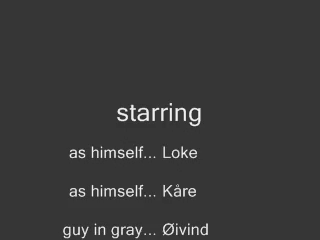 starring
as himself... Loke
as himself... Kåre
guy in gray... Øivind